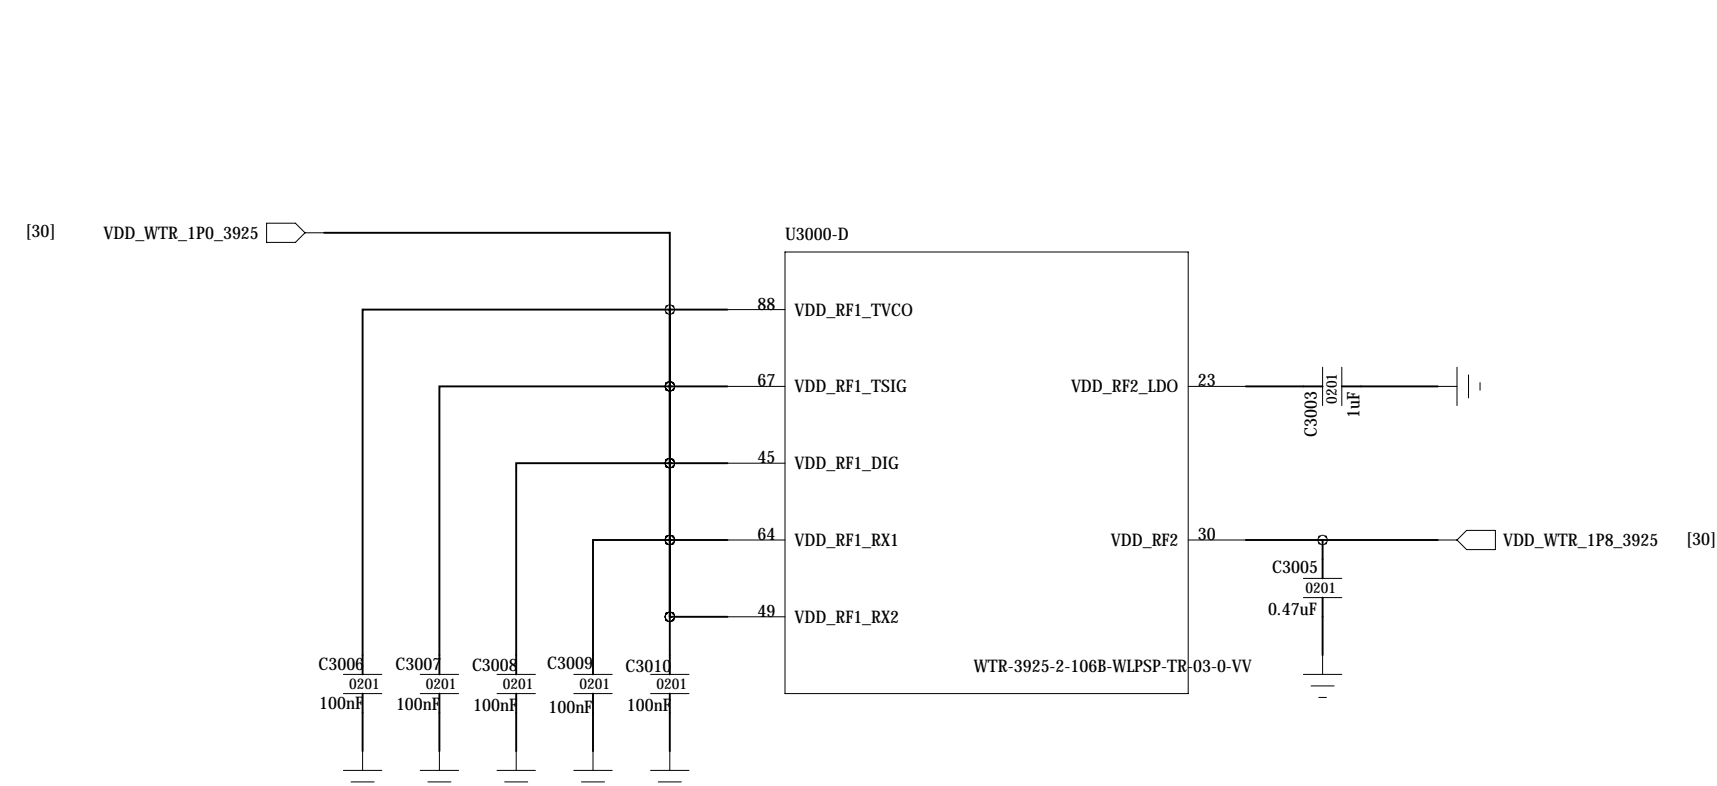 [30] VDD_WTR_1P0_3925
U3000-D
88 VDD_RF1_TVCO
67 VDD_RF1_TSIG
VDD_RF2_LDO 23
C3003 0201 1uF
45 VDD_RF1_DIG
64 VDD_RF1_RX1
VDD_RF2 30
VDD_WTR_1P8_3925 [30]
C3005
0201
0.47uF
49 VDD_RF1_RX2
WTR-3925-2-106B-WLPSP-TR-03-0-VV
C3006 C3007 C3008 C3009 C3010
0201 0201 0201 0201 0201
100nF 100nF 100nF 100nF 100nF